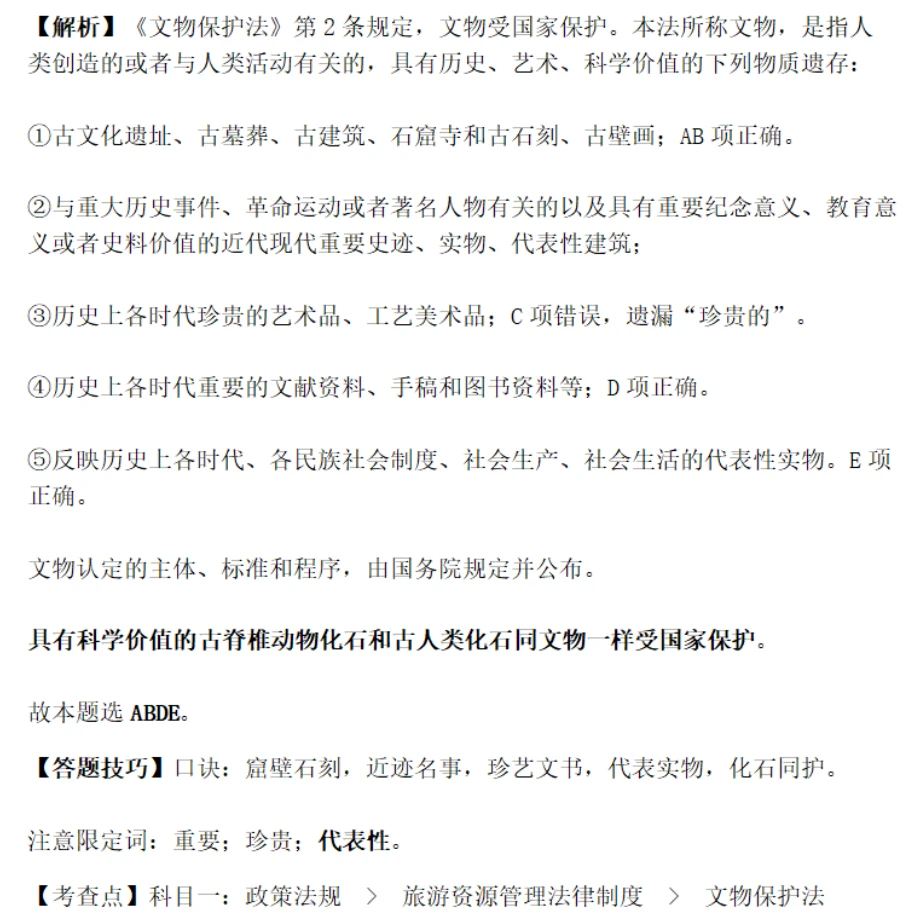 【解析】《文物保护法》第 2 条规定，文物受国家保护。本法所称文物，是指人
类创造的或者与人类活动有关的，具有历史、艺术、科学价值的下列物质遗存：
①古文化遗址、古墓葬、古建筑、石窟寺和古石刻、古壁画；AB 项正确。
②与重大历史事件、革命运动或者著名人物有关的以及具有重要纪念意义、教育意
义或者史料价值的近代现代重要史迹、实物、代表性建筑；
③历史上各时代珍贵的艺术品、工艺美术品；C 项错误，遗漏“珍贵的”。
④历史上各时代重要的文献资料、手稿和图书资料等；D 项正确。
⑤反映历史上各时代、各民族社会制度、社会生产、社会生活的代表性实物。E 项
正确。
文物认定的主体、标准和程序，由国务院规定并公布。
具有科学价值的古脊椎动物化石和古人类化石同文物一样受国家保护。
故本题选 ABDE。
【答题技巧】口诀：窟壁石刻，近迹名事，珍艺文书，代表实物，化石同护。
注意限定词：重要；珍贵；代表性。
【考查点】科目一：政策法规 > 旅游资源管理法律制度 > 文物保护法